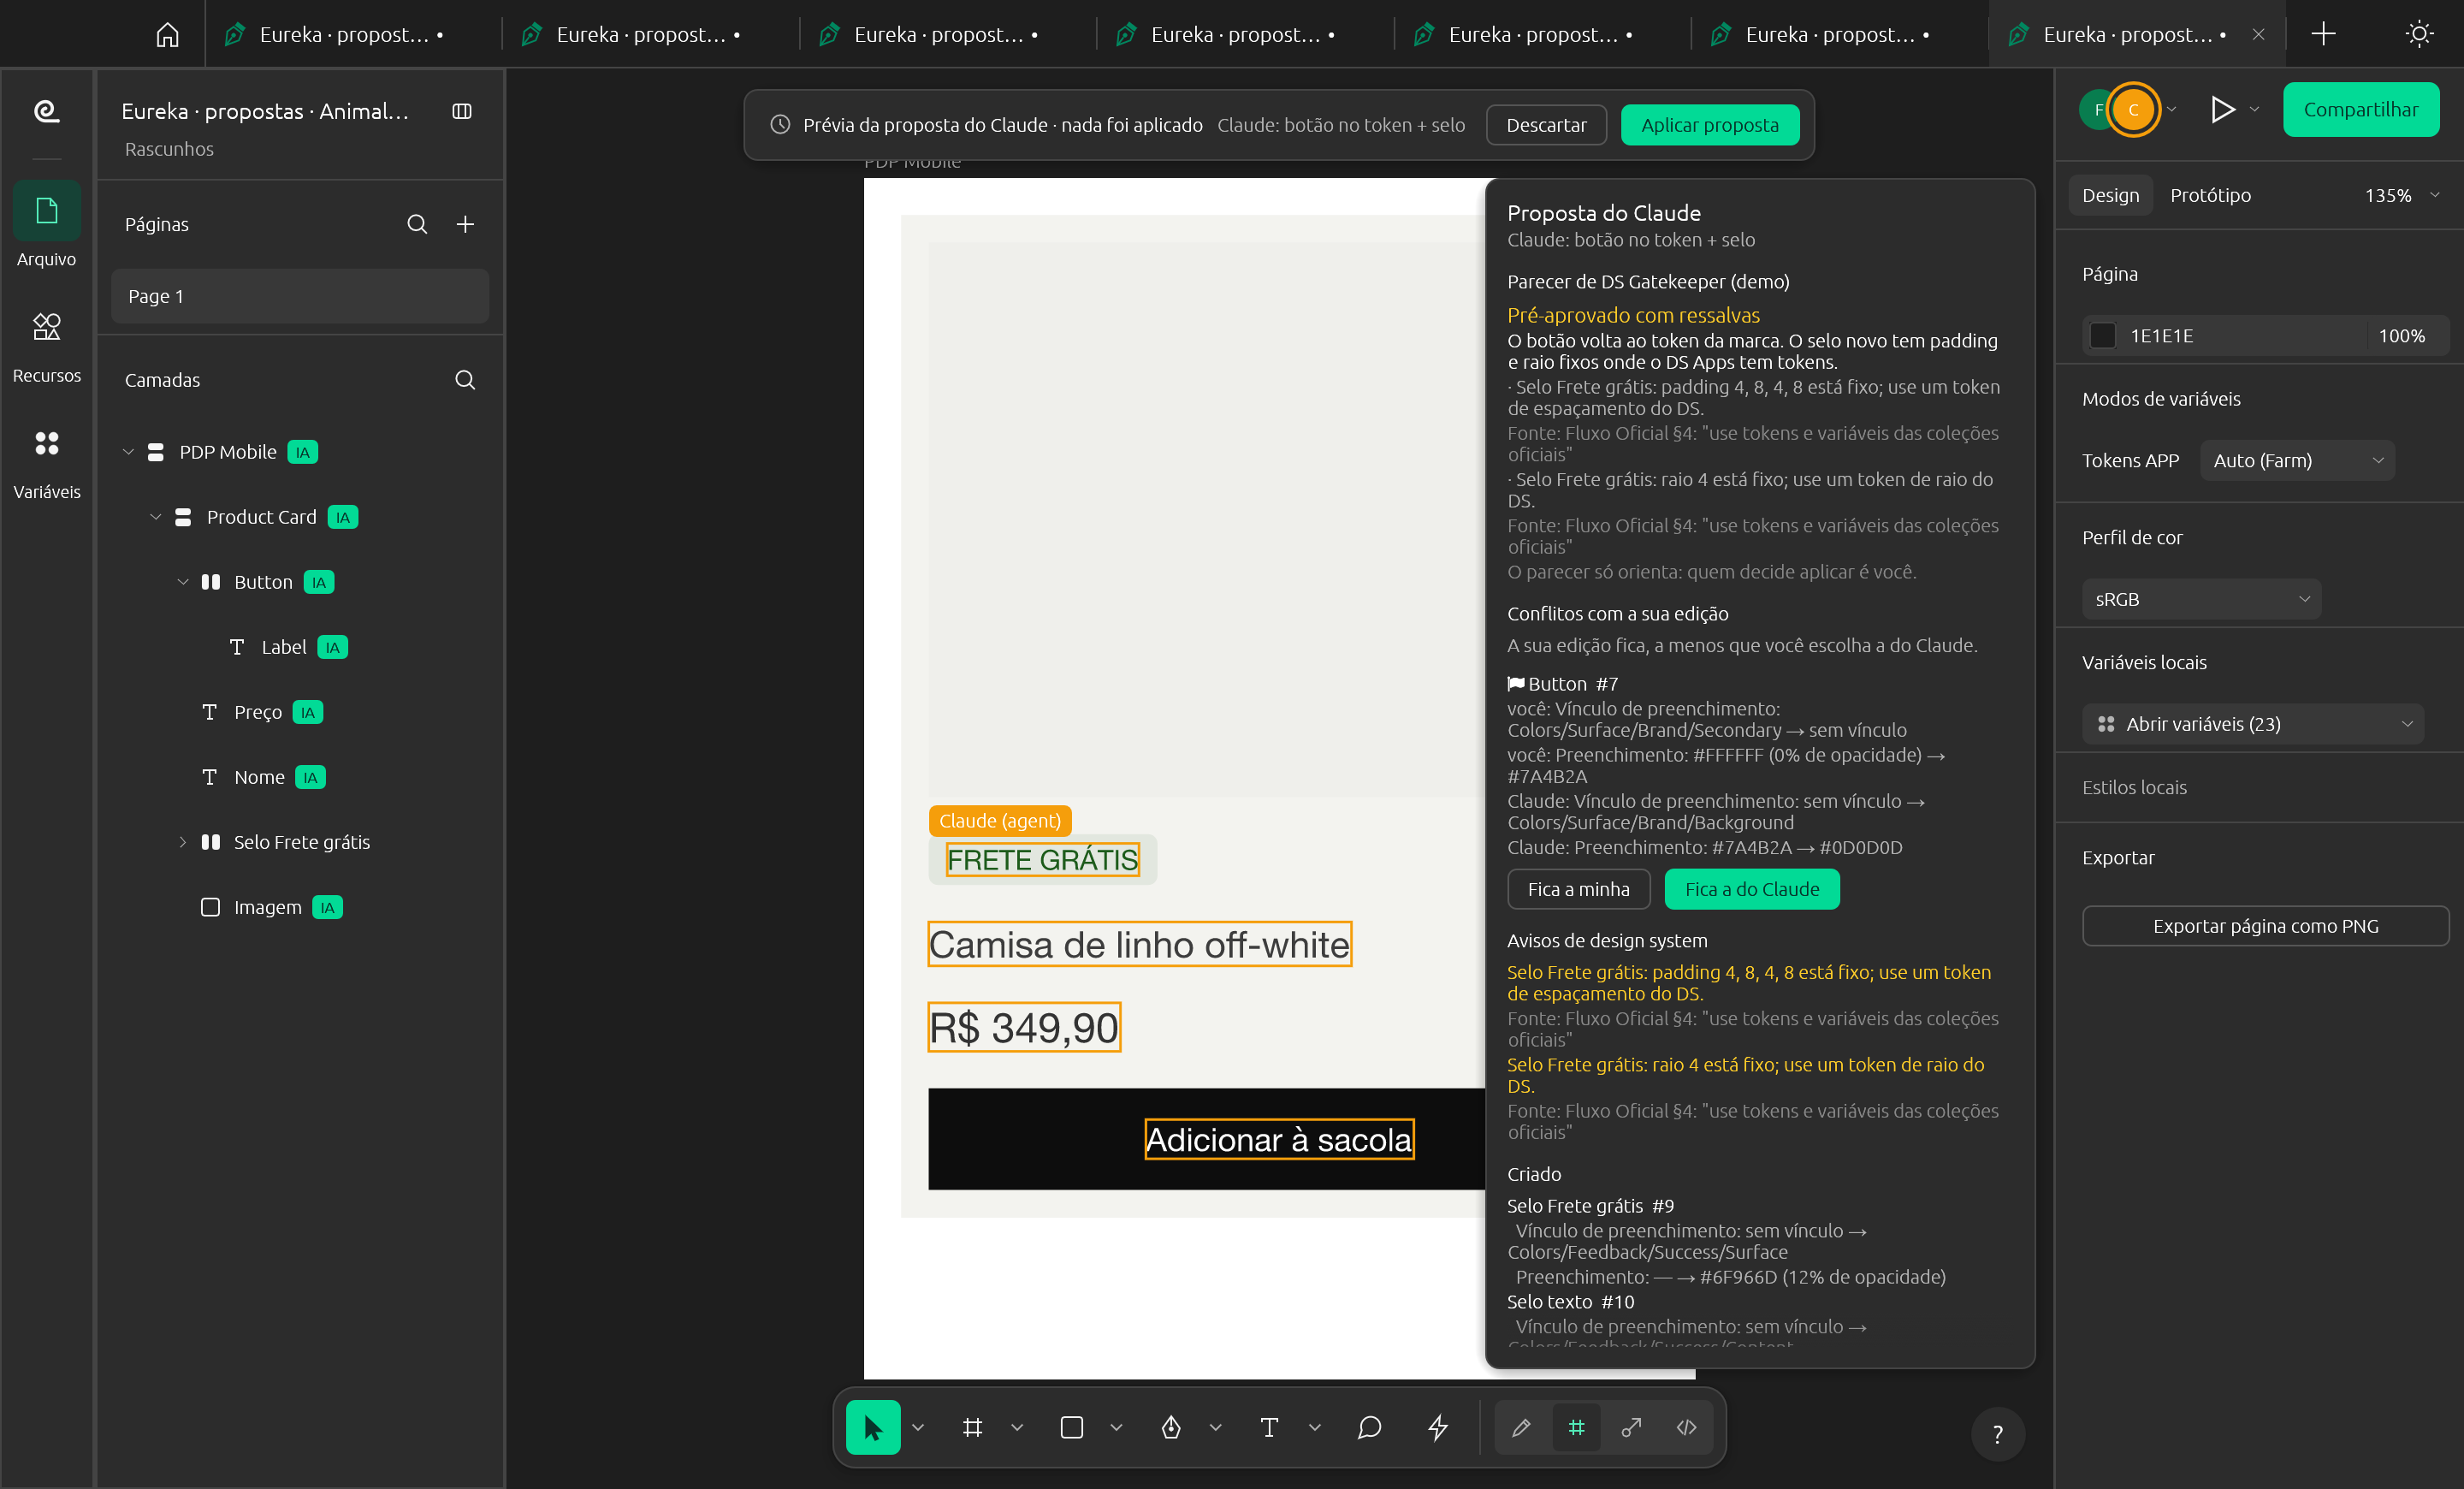 Eureka · propost… •
Eureka · propost… •
Eureka · propost… •
Eureka · propost… •
Eureka · propost… •
Eureka · propost… •
Eureka · propost… •
Arquivo
Recursos
Variáveis
Eureka · propostas · Animal…
Rascunhos
Páginas
Page 1
Camadas
PDP Mobile IA
Product Card IA
Button IA
Label IA
Preço IA
Nome IA
Selo Frete grátis
Imagem IA
Prévia da proposta do Claude · nada foi aplicado Claude: botão no token + selo Descartar Aplicar proposta
PDP Mobile
Claude (agent)
FRETE GRÁTIS
Camisa de linho off-white
R$ 349,90
Adicionar à sacola
Proposta do Claude
Claude: botão no token + selo
Parecer de DS Gatekeeper (demo)
Pré-aprovado com ressalvas
O botão volta ao token da marca. O selo novo tem padding
e raio fixos onde o DS Apps tem tokens.
· Selo Frete grátis: padding 4, 8, 4, 8 está fixo; use um token
de espaçamento do DS.
Fonte: Fluxo Oficial §4: "use tokens e variáveis das coleções
oficiais"
· Selo Frete grátis: raio 4 está fixo; use um token de raio do
DS.
Fonte: Fluxo Oficial §4: "use tokens e variáveis das coleções
oficiais"
O parecer só orienta: quem decide aplicar é você.
Conflitos com a sua edição
A sua edição fica, a menos que você escolha a do Claude.
Button #7
você: Vínculo de preenchimento:
Colors/Surface/Brand/Secondary → sem vínculo
você: Preenchimento: #FFFFFF (0% de opacidade) →
#7A4B2A
Claude: Vínculo de preenchimento: sem vínculo →
Colors/Surface/Brand/Background
Claude: Preenchimento: #7A4B2A → #0D0D0D
Fica a minha Fica a do Claude
Avisos de design system
Selo Frete grátis: padding 4, 8, 4, 8 está fixo; use um token
de espaçamento do DS.
Fonte: Fluxo Oficial §4: "use tokens e variáveis das coleções
oficiais"
Selo Frete grátis: raio 4 está fixo; use um token de raio do
DS.
Fonte: Fluxo Oficial §4: "use tokens e variáveis das coleções
oficiais"
Criado
Selo Frete grátis #9
Vínculo de preenchimento: sem vínculo →
Colors/Feedback/Success/Surface
Preenchimento: — → #6F966D (12% de opacidade)
Selo texto #10
Vínculo de preenchimento: sem vínculo →
Colors/Feedback/Success/Content
F C
Compartilhar
Design Protótipo 135%
Página
1E1E1E 100%
Modos de variáveis
Tokens APP Auto (Farm)
Perfil de cor
sRGB
Variáveis locais
Abrir variáveis (23)
Estilos locais
Exportar
Exportar página como PNG
?